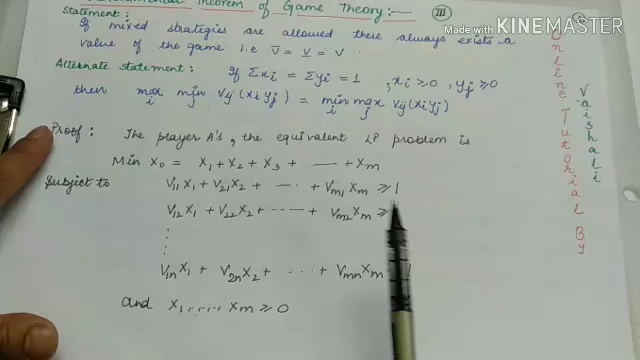 Theorem of Game Theory:—
III
Made with KINEMASTER
Statement:
If mixed strategies are allowed there always exists a
value of the game i.e v̄ = v̲ = v
Alternate statement: If Σxi = Σyj = 1 , xi ≥ 0, yj ≥ 0
then max i min j Vij (xi yj) = min j max i Vij (xi yj)
Proof: The player A's, the equivalent LP problem is
Min X0 = X1 + X2 + X3 + — + Xm
Subject to V11 X1 + V21 X2 + — . + Vm1 Xm ≥ 1
V12 X1 + V22 X2 + ..... — + Vm2 Xm ≥
V1n X1 + V2n X2 + ..... + Vmn Xm
and X1 ....... Xm ≥ 0
Online Tutorial By
Vaishali